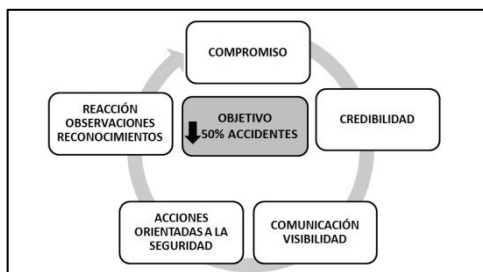 COMPROMISO
REACCIÓN
OBSERVACIONES
RECONOCIMIENTOS
OBJETIVO
50% ACCIDENTES
CREDIBILIDAD
ACCIONES
ORIENTADAS A LA
SEGURIDAD
COMUNICACIÓN
VISIBILIDAD